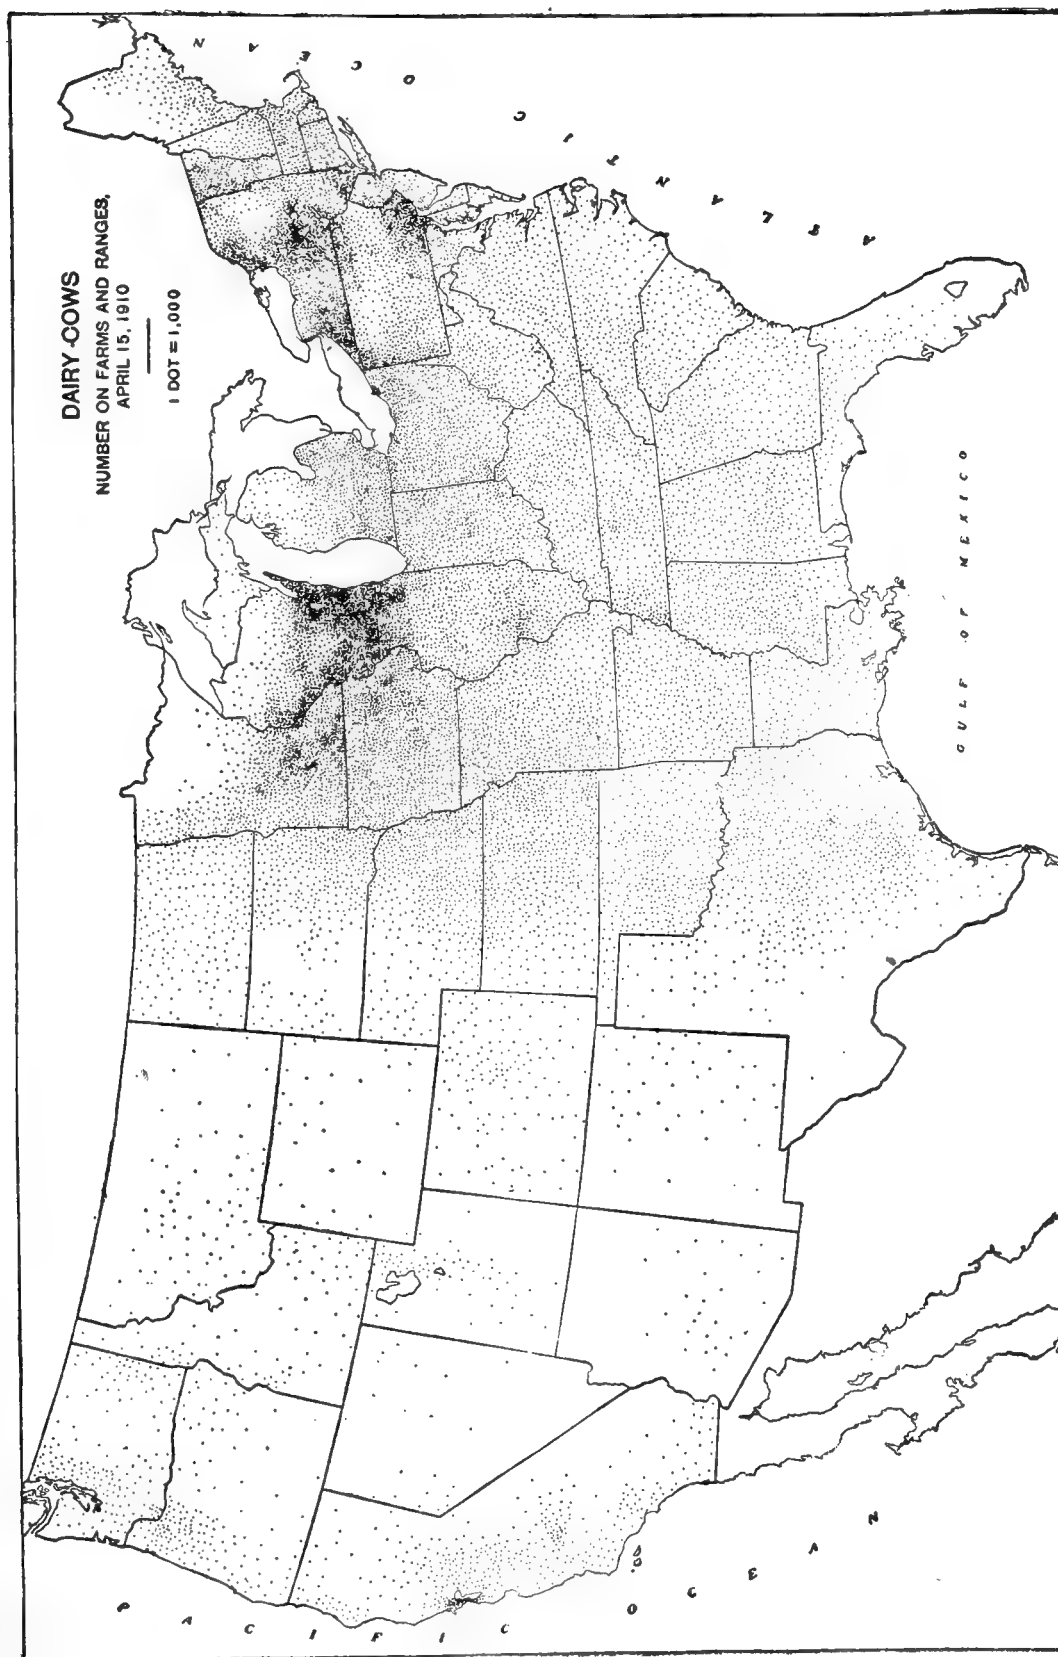 DAIRY-COWS
NUMBER ON FARMS AND RANGES,
APRIL 15, 1910
1 DOT = 1,000
ATLANTIC OCEAN
GULF OF MEXICO
PACIFIC OCEAN